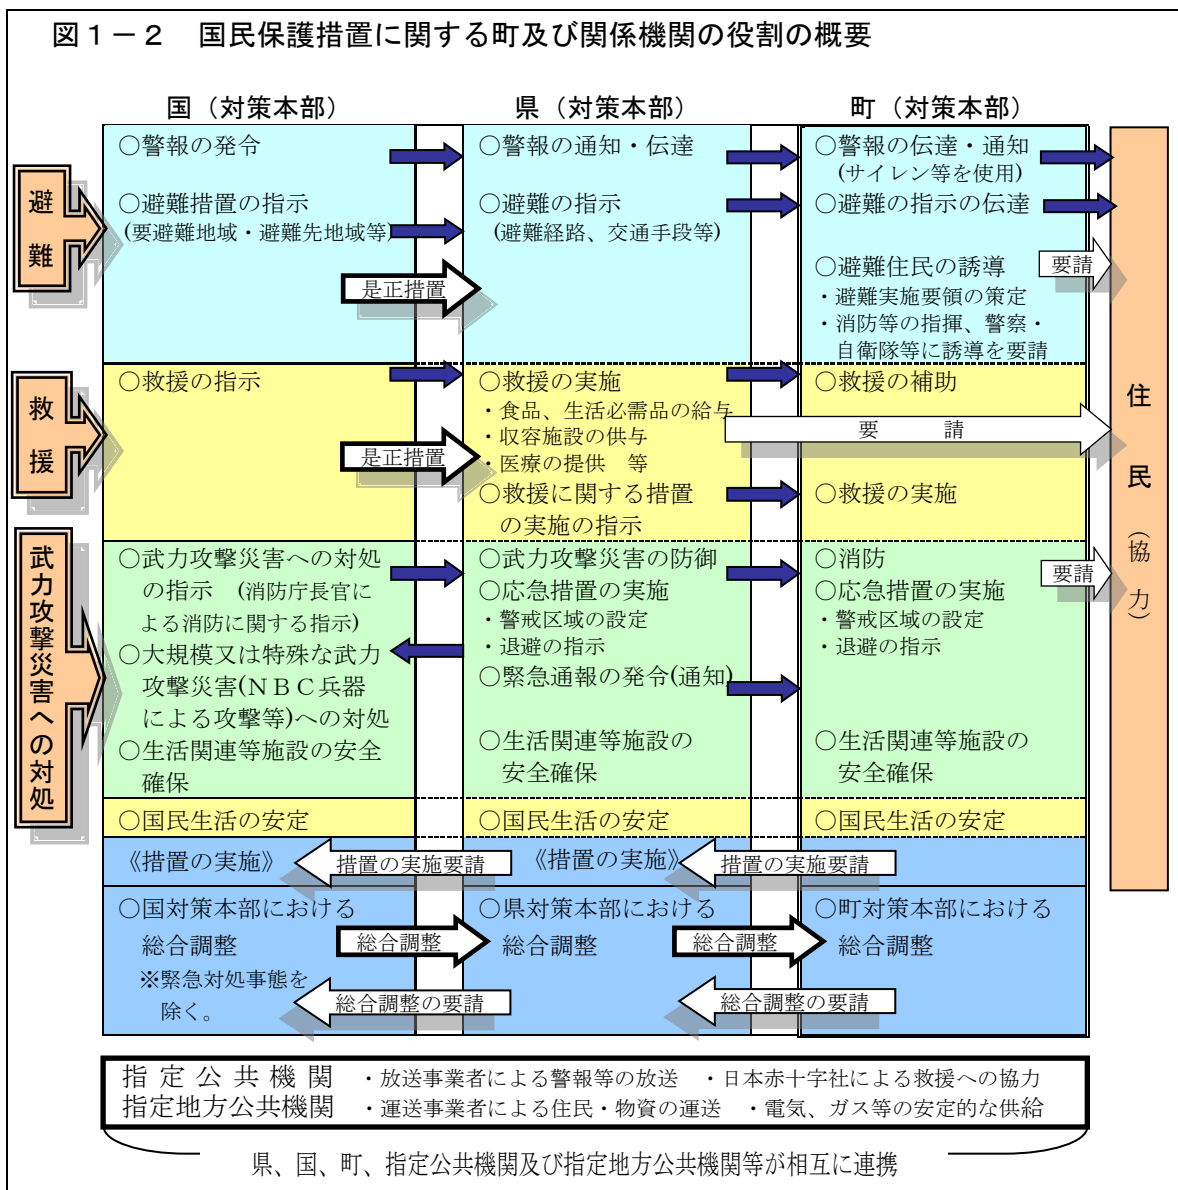 図１－２　国民保護措置に関する町及び関係機関の役割の概要
国（対策本部）
県（対策本部）
町（対策本部）
避難
○警報の発令
○避難措置の指示
(要避難地域・避難先地域等)
是正措置
○警報の通知・伝達
○避難の指示
(避難経路、交通手段等)
○警報の伝達・通知
(サイレン等を使用)
○避難の指示の伝達
○避難住民の誘導
・避難実施要領の策定
・消防等の指揮、警察・
自衛隊等に誘導を要請
要請
救援
○救援の指示
是正措置
○救援の実施
・食品、生活必需品の給与
・収容施設の供与
・医療の提供　等
○救援に関する措置
の実施の指示
○救援の補助
要　請
○救援の実施
武力攻撃災害への対処
○武力攻撃災害への対処
の指示　(消防庁長官に
よる消防に関する指示)
○大規模又は特殊な武力
攻撃災害(ＮＢＣ兵器
による攻撃等)への対処
○生活関連等施設の安全
確保
○武力攻撃災害の防御
○応急措置の実施
・警戒区域の設定
・退避の指示
○緊急通報の発令(通知)
○生活関連等施設の
安全確保
○消防
○応急措置の実施
・警戒区域の設定
・退避の指示
○生活関連等施設の
安全確保
要請
住民（協力）
○国民生活の安定
○国民生活の安定
○国民生活の安定
《措置の実施》
措置の実施要請
《措置の実施》
措置の実施要請
○国対策本部における
総合調整
※緊急対処事態を
除く。
総合調整
総合調整の要請
○県対策本部における
総合調整
総合調整
総合調整の要請
○町対策本部における
総合調整
指定公共機関　・放送事業者による警報等の放送　・日本赤十字社による救援への協力
指定地方公共機関　・運送事業者による住民・物資の運送　・電気、ガス等の安定的な供給
県、国、町、指定公共機関及び指定地方公共機関等が相互に連携